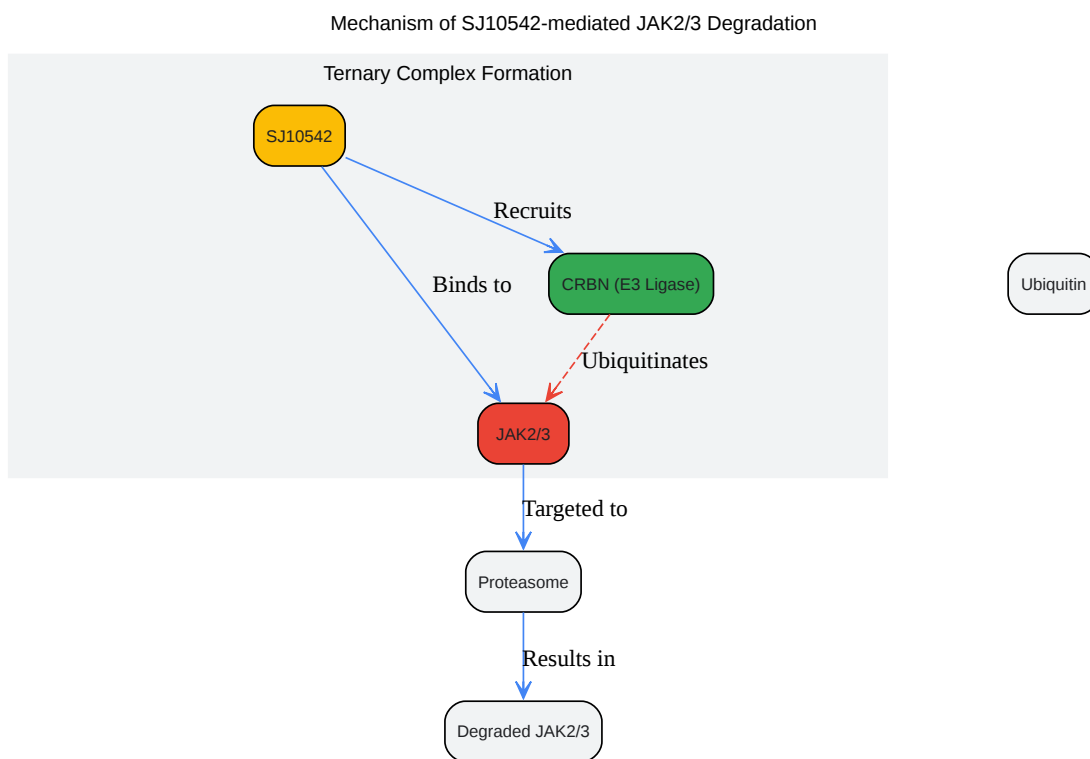 Mechanism of SJ10542-mediated JAK2/3 Degradation
Ternary Complex Formation
SJ10542
Recruits
Binds to
CRBN (E3 Ligase)
Ubiquitin
Ubiquitinates
JAK2/3
Targeted to
Proteasome
Results in
Degraded JAK2/3